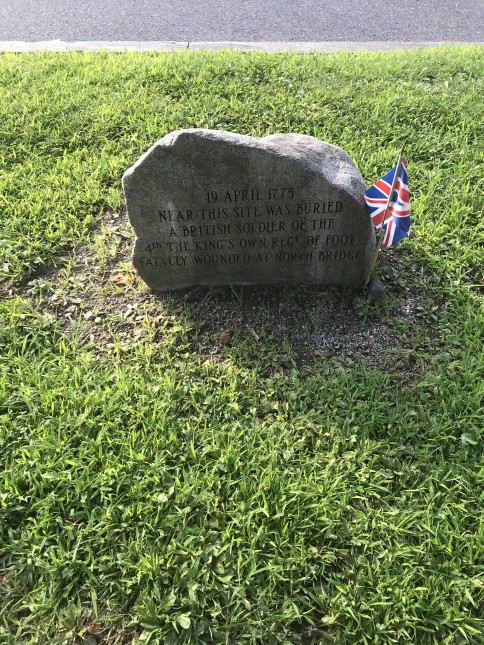 19 APRIL 1775
NEAR THIS SITE WAS BURIED
A BRITISH SOLDIER OF THE
4th THE KING'S OWN REGt. OF FOOT
FATALLY WOUNDED AT NORTH BRIDGE